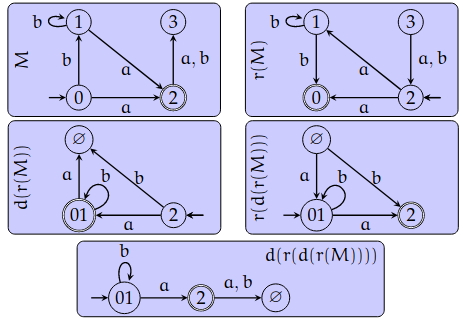 M
b
1
3
b
a
a, b
0
a
2
r(M)
b
1
3
b
a
a, b
0
a
2
d(r(M))
∅
a
b
b
01
a
2
r(d(r(M)))
∅
a
b
b
01
a
2
d(r(d(r(M))))
b
01
a
2
a, b
∅